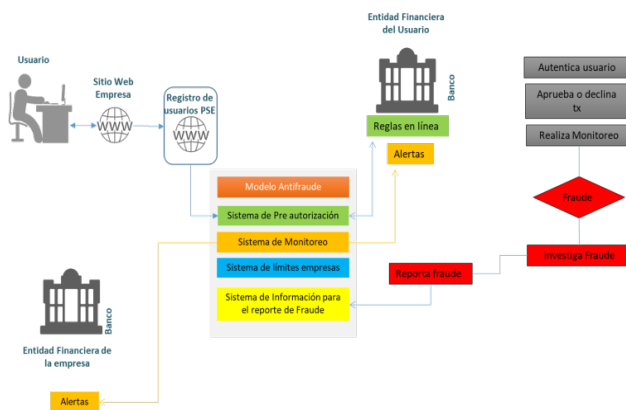 Entidad Financiera
del Usuario
Usuario
Sitio Web
Empresa
WWW
Registro de
usuarios PSE
WWW
Banco
Reglas en línea
Alertas
Autentica usuario
Aprueba o declina
tx
Realiza Monitoreo
Fraude
Investiga Fraude
Reporta fraude
Modelo Antifraude
Sistema de Pre autorización
Sistema de Monitoreo
Sistema de límites empresas
Sistema de Información para
el reporte de Fraude
Banco
Entidad Financiera de
la empresa
Alertas